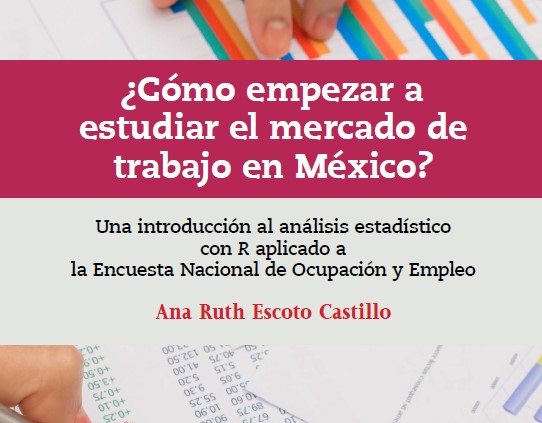 ¿Cómo empezar a
estudiar el mercado de
trabajo en México?
Una introducción al análisis estadístico
con R aplicado a
la Encuesta Nacional de Ocupación y Empleo
Ana Ruth Escoto Castillo